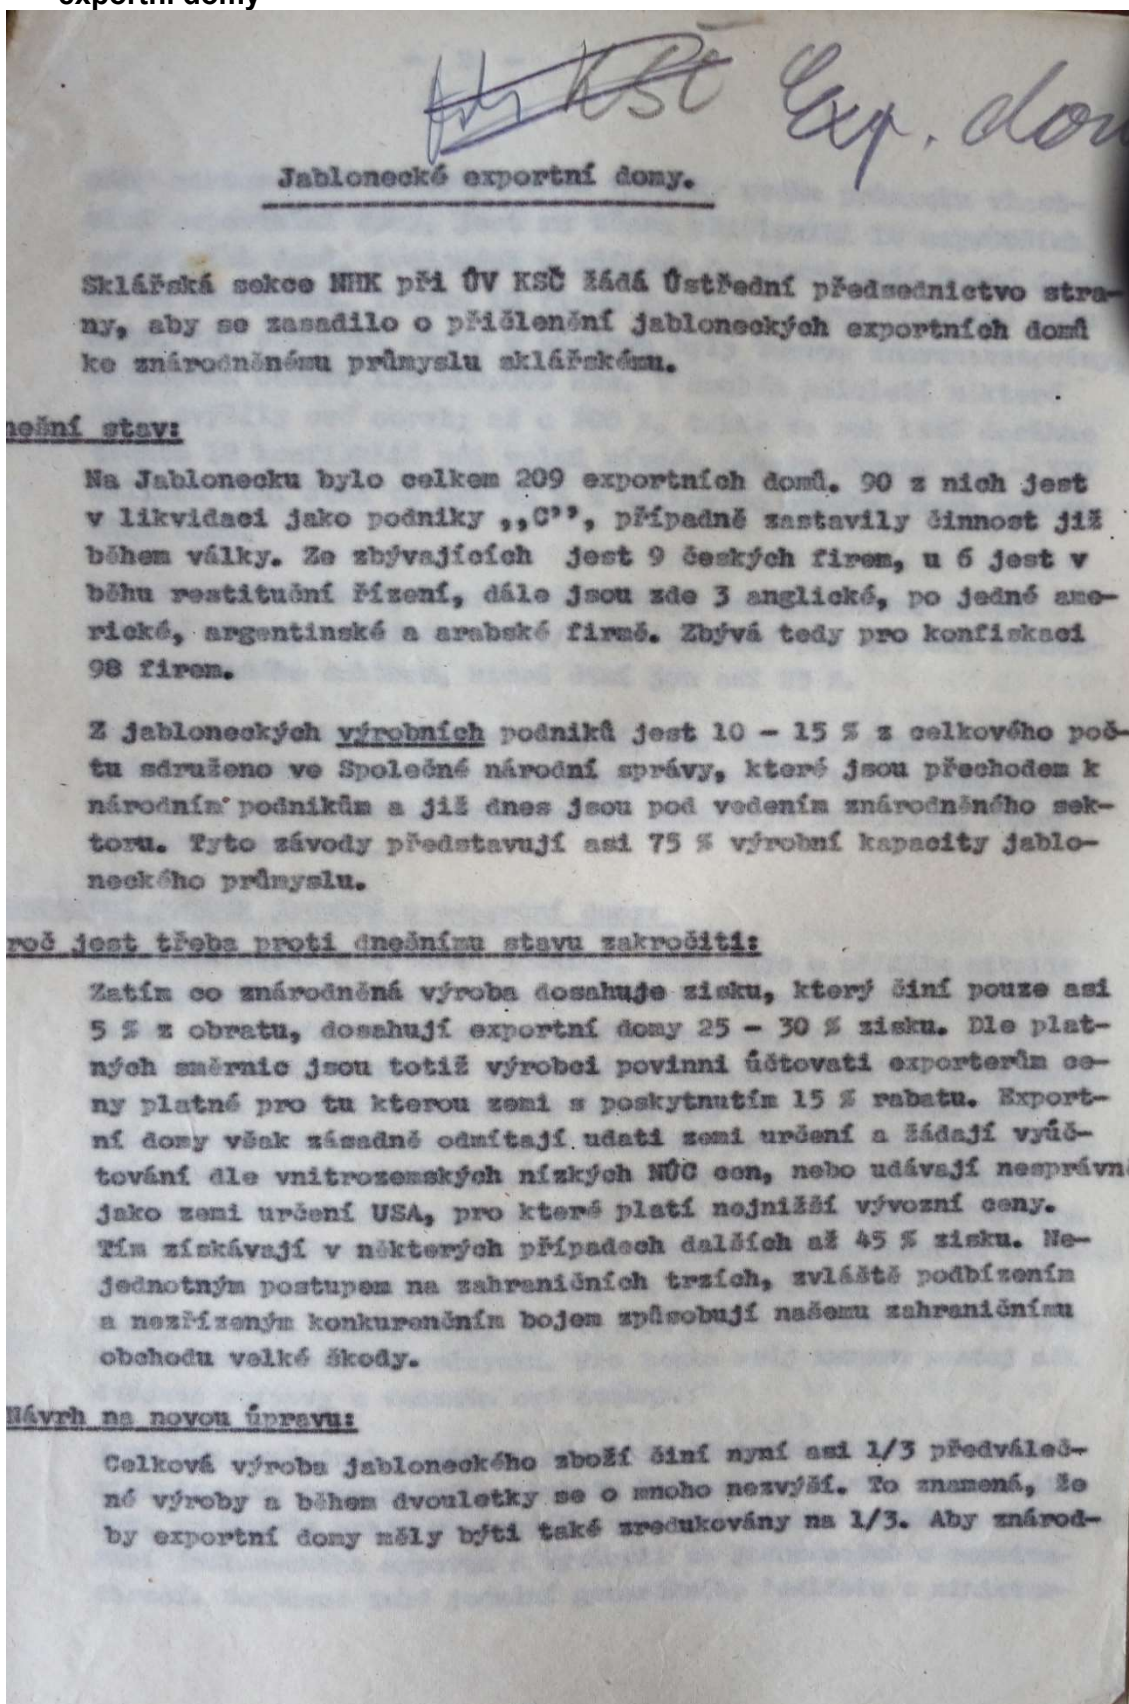 exportní domy
KSČ Exp. dom
Jablonecké exportní domy.
Sklářská sekce NHK při ÚV KSČ žádá Ústřední předsednictvo stra-
ny, aby se zasadilo o přičlenění jabloneckých exportních domů
ke znárodněnému průmyslu sklářskému.
nešní stav:
Na Jablonecku bylo celkem 209 exportních domů. 90 z nich jest
v likvidaci jako podniky ,,C", případně zastavily činnost již
během války. Ze zbývajících jest 9 českých firem, u 6 jest v
běhu restituční řízení, dále jsou zde 3 anglické, po jedné ame-
rické, argentinské a arabské firmě. Zbývá tedy pro konfiskaci
98 firem.
Z jabloneckých výrobních podniků jest 10 - 15 % z celkového poč-
tu sdruženo ve Společné národní správy, které jsou přechodem k
národním podnikům a již dnes jsou pod vedením znárodněného sek-
toru. Tyto závody představují asi 75 % výrobní kapacity jablo-
neckého průmyslu.
roč jest třeba proti dnešnímu stavu zakročiti:
Zatím co znárodněná výroba dosahuje zisku, který činí pouze asi
5 % z obratu, dosahují exportní domy 25 - 30 % zisku. Dle plat-
ných směrnic jsou totiž výrobci povinni účtovati exporterům ce-
ny platné pro tu kterou zemi s poskytnutím 15 % rabatu. Export-
ní domy však zásadně odmítají udati zemi určení a žádají vyúč-
tování dle vnitrozemských nízkých NÚC cen, nebo udávají nesprávně
jako zemi určení USA, pro které platí nejnižší vývozní ceny.
Tím získávají v některých případech dalších až 45 % zisku. Ne-
jednotným postupem na zahraničních trzích, zvláště podbízením
a nezřízeným konkurenčním bojem způsobují našemu zahraničnímu
obchodu velké škody.
Návrh na novou úpravu:
Celková výroba jabloneckého zboží činí nyní asi 1/3 předváleč-
né výroby a během dvouletky se o mnoho nezvýší. To znamená, že
by exportní domy měly býti také zredukovány na 1/3. Aby znárod-